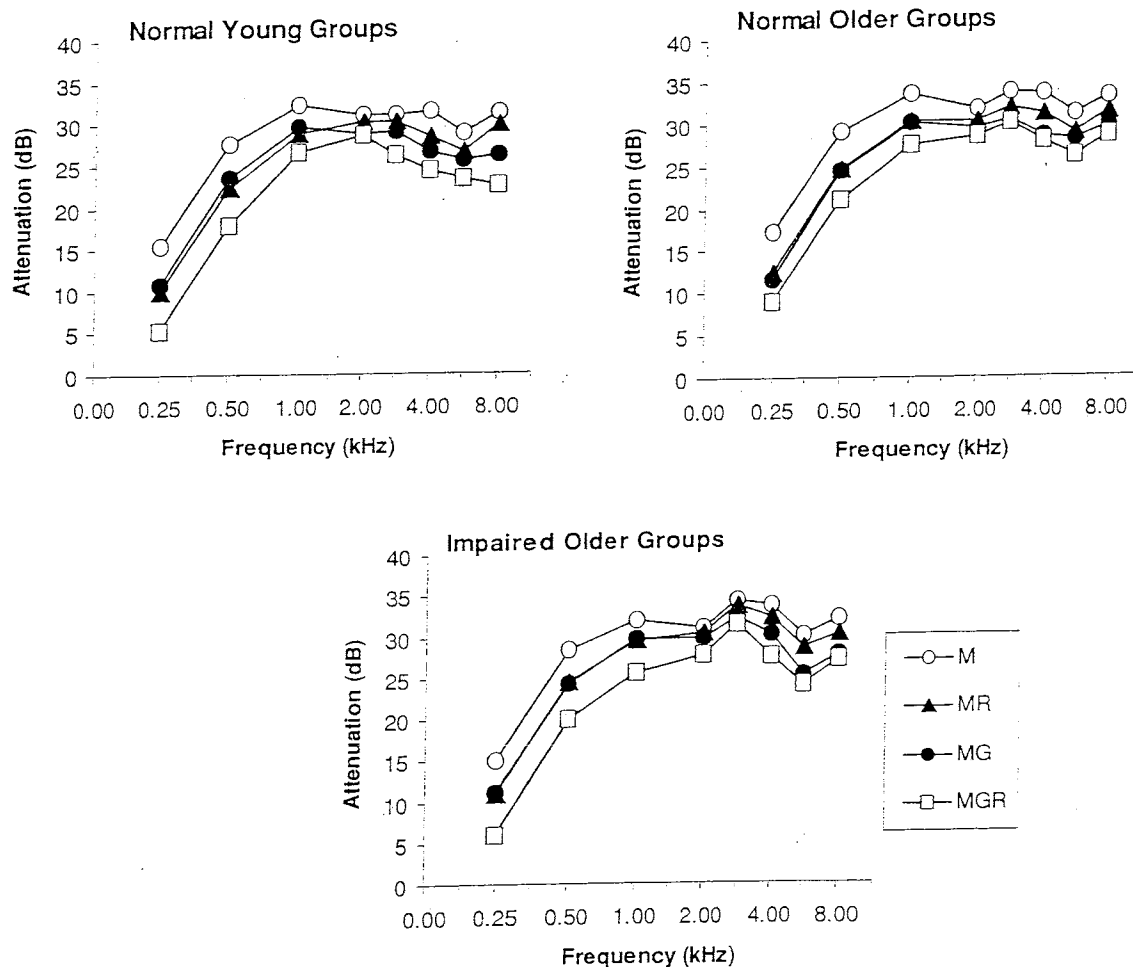 Normal Young Groups
40
35
30
25
20
15
10
5
0
Attenuation (dB)
0.00 0.25 0.50 1.00 2.00 4.00 8.00
Frequency (kHz)
Normal Older Groups
40
35
30
25
20
15
10
5
0
Attenuation (dB)
0.00 0.25 0.50 1.00 2.00 4.00 8.00
Frequency (kHz)
Impaired Older Groups
40
35
30
25
20
15
10
5
0
Attenuation (dB)
0.00 0.25 0.50 1.00 2.00 4.00 8.00
Frequency (kHz)
M
MR
MG
MGR